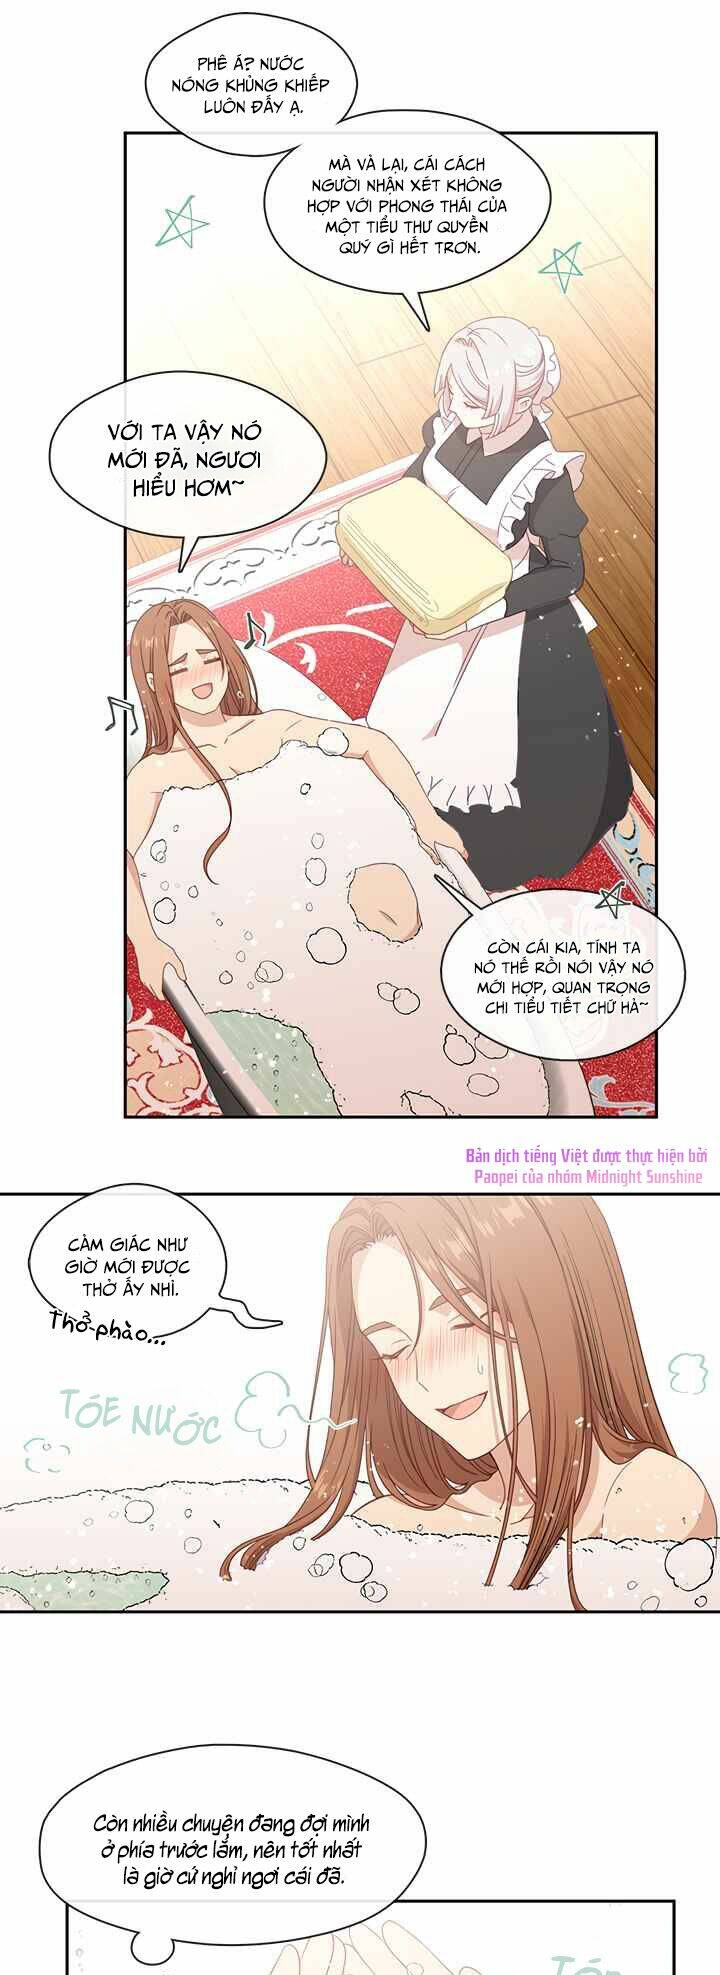 PHÊ Á? NƯỚC
NÓNG KHỦNG KHIẾP
LUÔN ĐẤY Ạ.
MÀ VẢ LẠI, CÁI CÁCH
NGƯỜI NHẬN XÉT KHÔNG
HỢP VỚI PHONG THÁI CỦA
MỘT TIỂU THƯ QUYỀN
QUÝ GÌ HẾT TRƠN.
VỚI TA VẬY NÓ
MỚI ĐÃ, NGƯƠI
HIỂU HƠM~
CÒN CÁI KIA, TÍNH TA
NÓ THẾ RỒI NÓI VẬY NÓ
MỚI HỢP, QUAN TRỌNG
CHI TIỂU TIẾT CHỨ HẢ~
Bản dịch tiếng Việt được thực hiện bởi
Paopei của nhóm Midnight Sunshine
CẢM GIÁC NHƯ
GIỜ MỚI ĐƯỢC
THỞ ẤY NHỈ.
Thở phào...
TÓE NƯỚC
Còn nhiều chuyện đang đợi mình
ở phía trước lắm, nên tốt nhất
là giờ cứ nghỉ ngơi cái đã.
TÓE